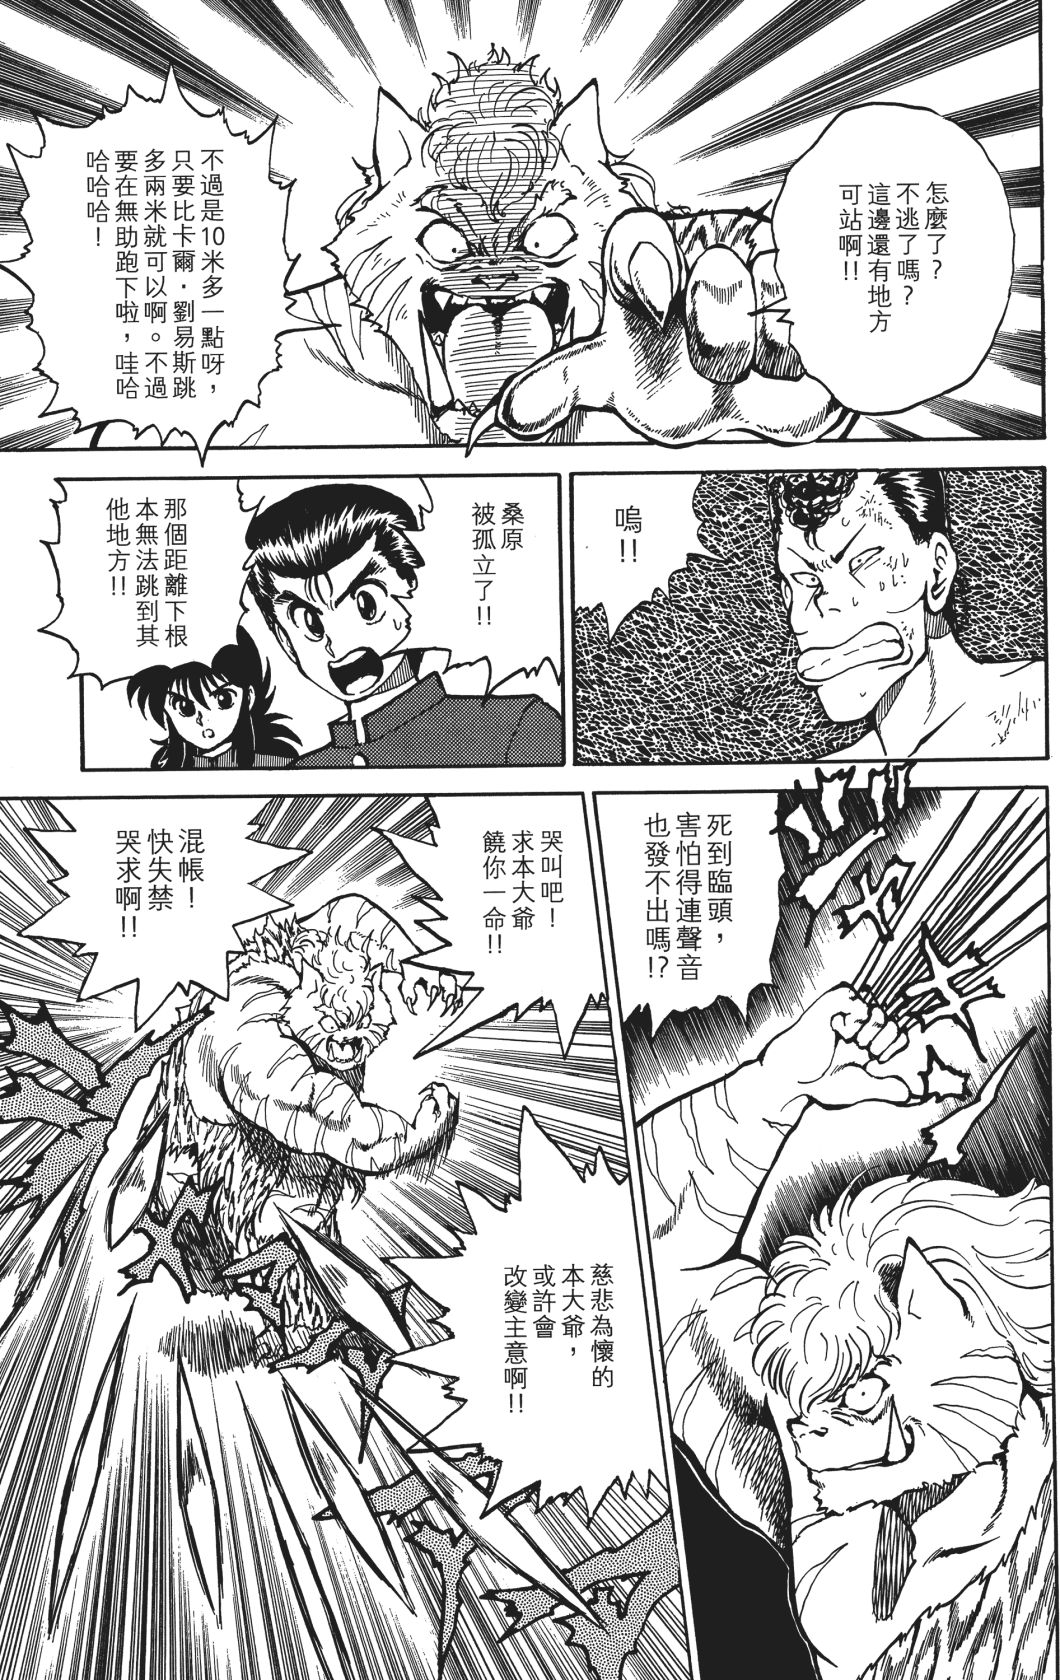 怎麼了？
不逃了嗎？
這邊還有地方
可站啊!!
不過是10米多一點呀，
只要比卡爾．劉易斯跳
多兩米就可以啊。不過
要在無助跑下啦，哇哈
哈哈哈！
嗚!!
桑原
被孤立了!!
那個距離下根
本無法跳到其
他地方!!
死到臨頭，
害怕得連聲音
也發不出嗎!?
哭叫吧！
求本大爺
饒你一命!!
混帳！
快失禁
哭求啊!!
慈悲為懷的
本大爺，
或許會
改變主意啊!!